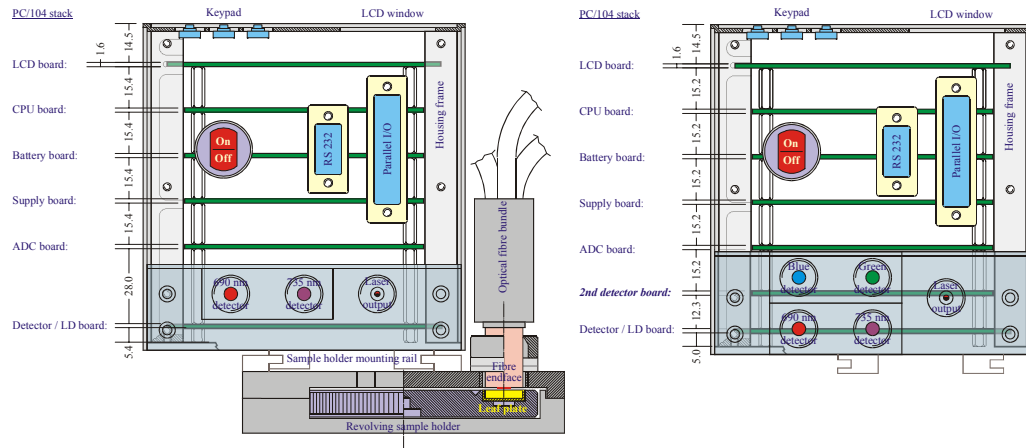 PC/104 stack
Keypad
LCD window
14.5
1.6
LCD board:
15.4
CPU board:
15.4
Battery board:
15.4
Supply board:
15.4
ADC board:
28.0
Detector / LD board:
5.4
On
Off
RS 232
Parallel I/O
Housing frame
690 nm
detector
735 nm
detector
Laser
output
Sample holder mounting rail
Optical fibre bundle
Fibre
endface
Leaf plate
Revolving sample holder
PC/104 stack
Keypad
LCD window
14.5
1.6
LCD board:
15.2
CPU board:
15.2
Battery board:
15.2
Supply board:
15.2
ADC board:
15.2
2nd detector board:
12.3
Detector / LD board:
5.0
On
Off
RS 232
Parallel I/O
Housing frame
Blue
detector
Green
detector
Laser
output
690 nm
detector
735 nm
detector